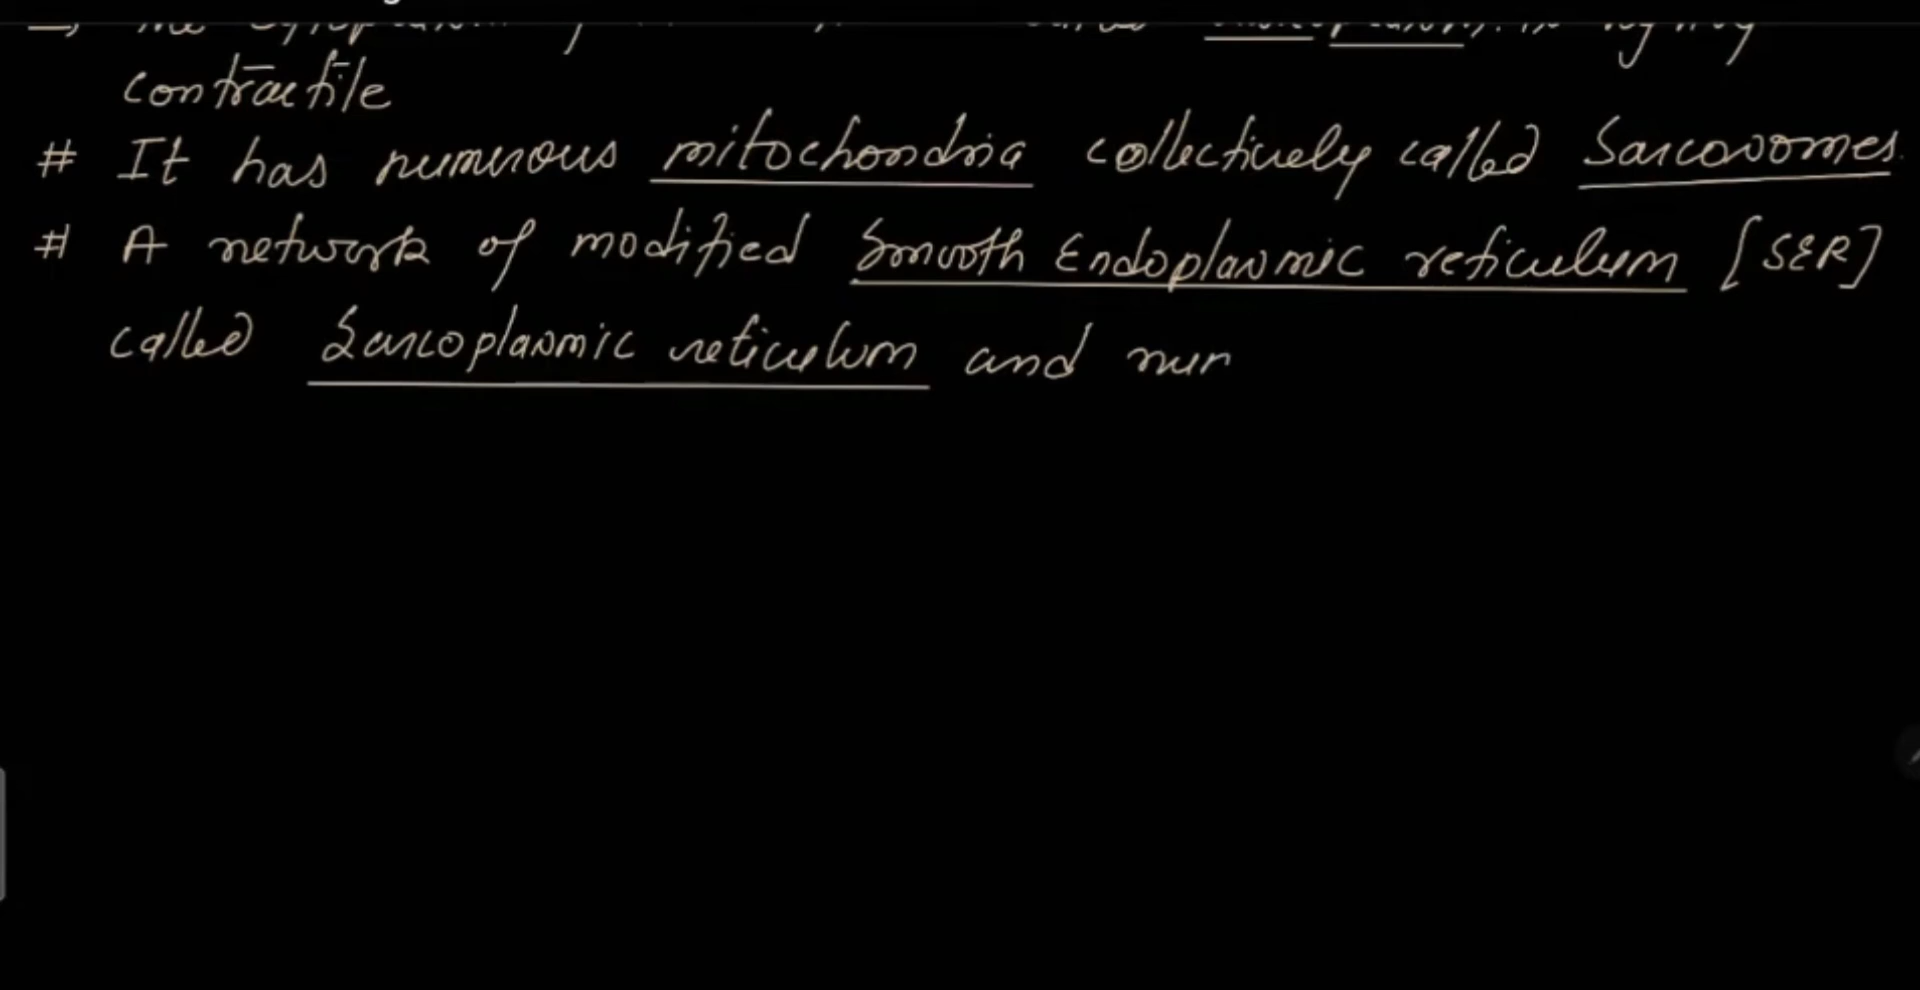 contractile
# It has numerous mitochondria collectively called Sarcosomes.
# A network of modified Smooth Endoplasmic reticulum [SER]
called Sarcoplasmic reticulum and nur